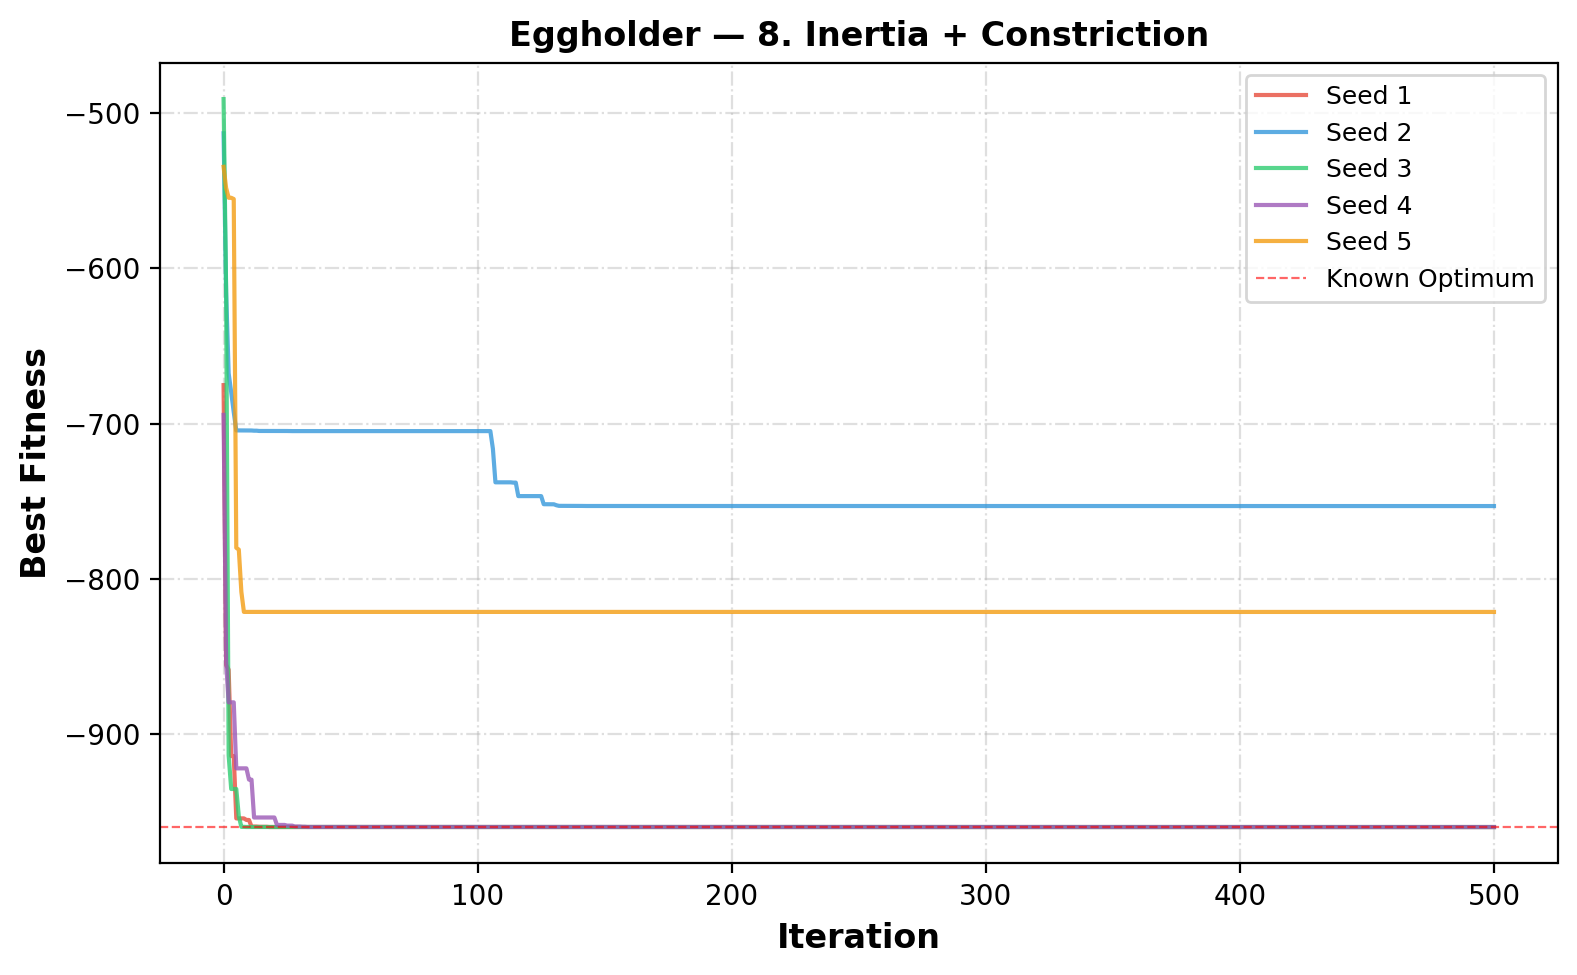 Eggholder — 8. Inertia + Constriction
Best Fitness
−500
−600
−700
−800
−900
Seed 1
Seed 2
Seed 3
Seed 4
Seed 5
Known Optimum
0 100 200 300 400 500
Iteration